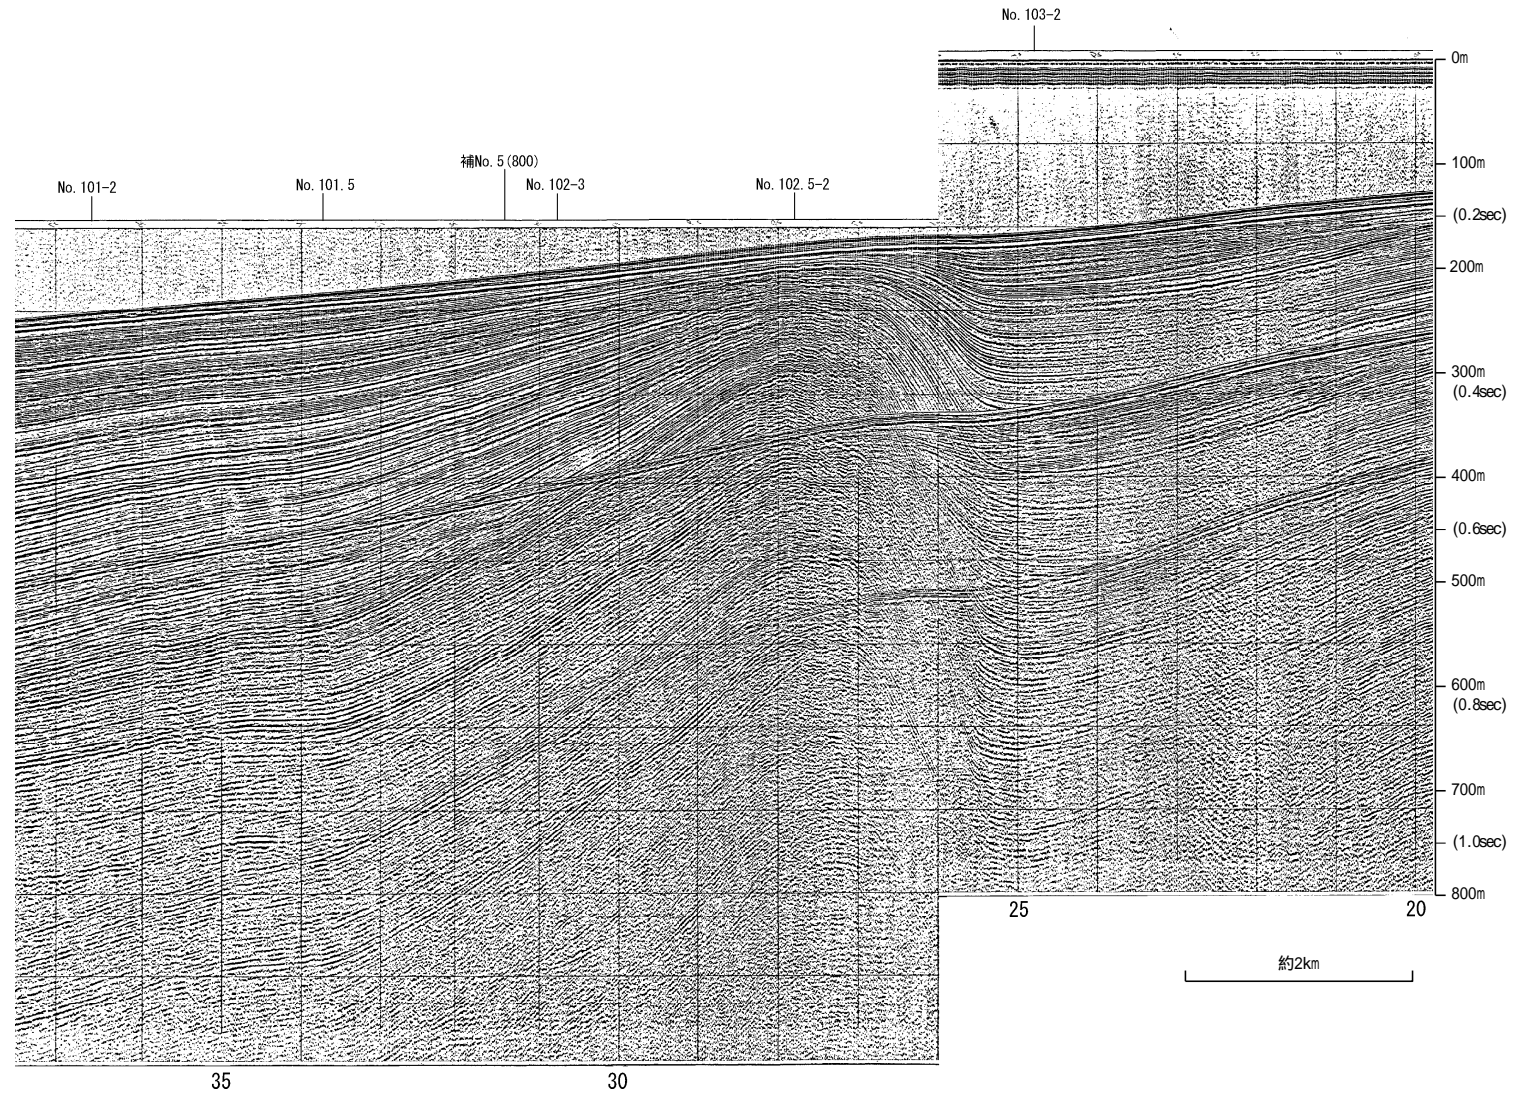 No. 103-2
0m
100m
補No. 5 (800)
No. 101-2
No. 101. 5
No. 102-3
No. 102. 5-2
(0.2sec)
200m
300m
(0.4sec)
400m
(0.6sec)
500m
600m
(0.8sec)
700m
(1.0sec)
800m
25
20
約2km
35
30